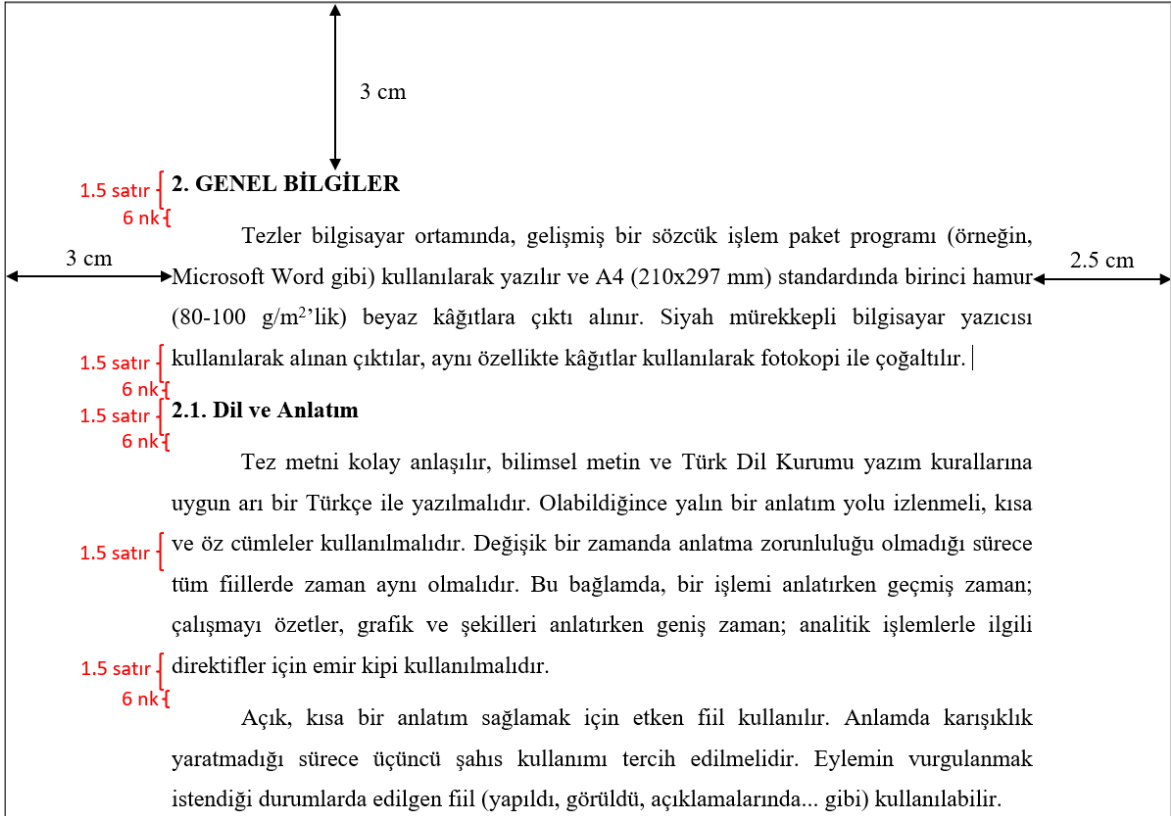 3 cm
1.5 satır 2. GENEL BİLGİLER
6 nk
Tezler bilgisayar ortamında, gelişmiş bir sözcük işlem paket programı (örneğin,
3 cm Microsoft Word gibi) kullanılarak yazılır ve A4 (210x297 mm) standardında birinci hamur 2.5 cm
(80-100 g/m²’lik) beyaz kâğıtlara çıktı alınır. Siyah mürekkepli bilgisayar yazıcısı
1.5 satır kullanılarak alınan çıktılar, aynı özellikte kâğıtlar kullanılarak fotokopi ile çoğaltılır.
6 nk
1.5 satır 2.1. Dil ve Anlatım
6 nk
Tez metni kolay anlaşılır, bilimsel metin ve Türk Dil Kurumu yazım kurallarına
uygun arı bir Türkçe ile yazılmalıdır. Olabildiğince yalın bir anlatım yolu izlenmeli, kısa
1.5 satır ve öz cümleler kullanılmalıdır. Değişik bir zamanda anlatma zorunluluğu olmadığı sürece
tüm fiillerde zaman aynı olmalıdır. Bu bağlamda, bir işlemi anlatırken geçmiş zaman;
çalışmayı özetler, grafik ve şekilleri anlatırken geniş zaman; analitik işlemlerle ilgili
1.5 satır direktifler için emir kipi kullanılmalıdır.
6 nk
Açık, kısa bir anlatım sağlamak için etken fiil kullanılır. Anlamda karışıklık
yaratmadığı sürece üçüncü şahıs kullanımı tercih edilmelidir. Eylemin vurgulanmak
istendiği durumlarda edilgen fiil (yapıldı, görüldü, açıklamalarında... gibi) kullanılabilir.